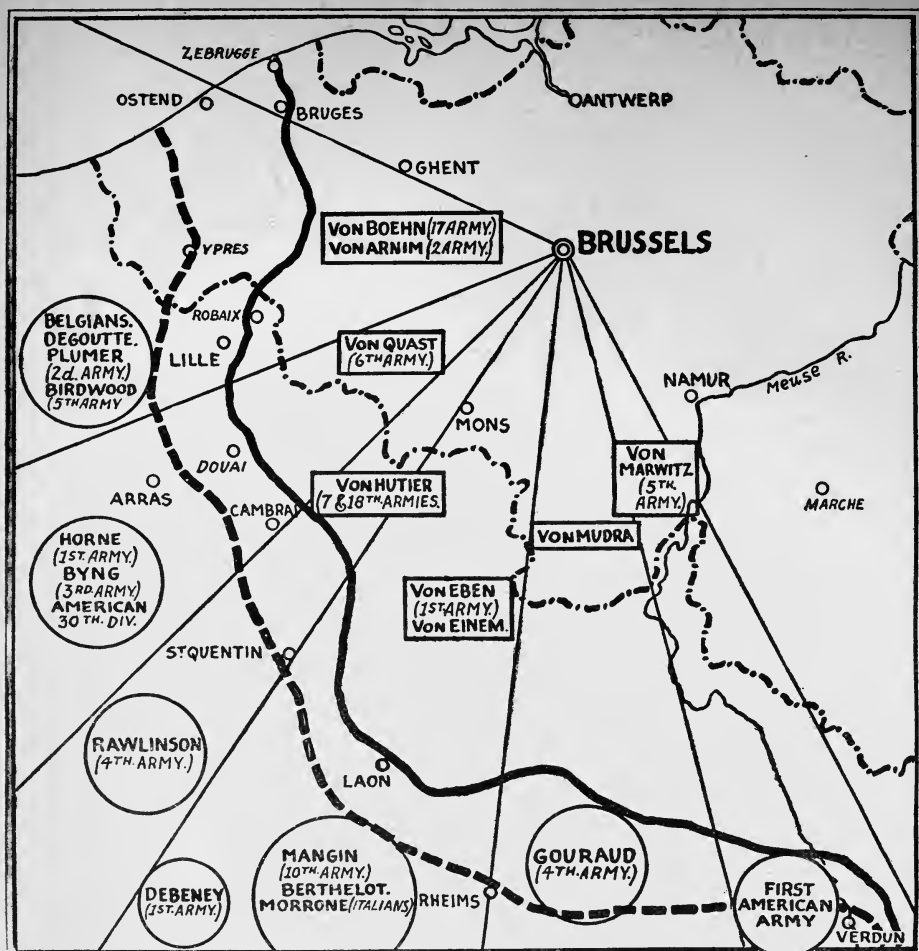 ZEBRUGGE
OSTEND
BRUGES
ANTWERP
GHENT
VON BOEHN (17 ARMY.)
VON ARNIM (2 ARMY.)
BRUSSELS
YPRES
BELGIANS.
DEGOUTTE.
PLUMER
(2d. ARMY.)
BIRDWOOD
(5TH ARMY
ROBAIX
LILLE
VON QUAST
(6TH ARMY.)
NAMUR
Meuse R.
MONS
DOUAI
ARRAS
CAMBRAI
VON HUTIER
(7 & 18TH. ARMIES.
VON
MARWITZ
(5TH.
ARMY.)
MARCHE
HORNE
(1ST. ARMY.)
BYNG
(3RD. ARMY)
AMERICAN
30TH. DIV.
VON MUDRA
VON EBEN
(1ST. ARMY.)
VON EINEM.
ST QUENTIN
RAWLINSON
(4TH. ARMY.)
LAON
DEBENEY
(1ST. ARMY.)
MANGIN
(10TH. ARMY.)
BERTHELOT.
MORRONE (ITALIANS)
RHEIMS
GOURAUD
(4TH. ARMY.)
FIRST
AMERICAN
ARMY
VERDUN